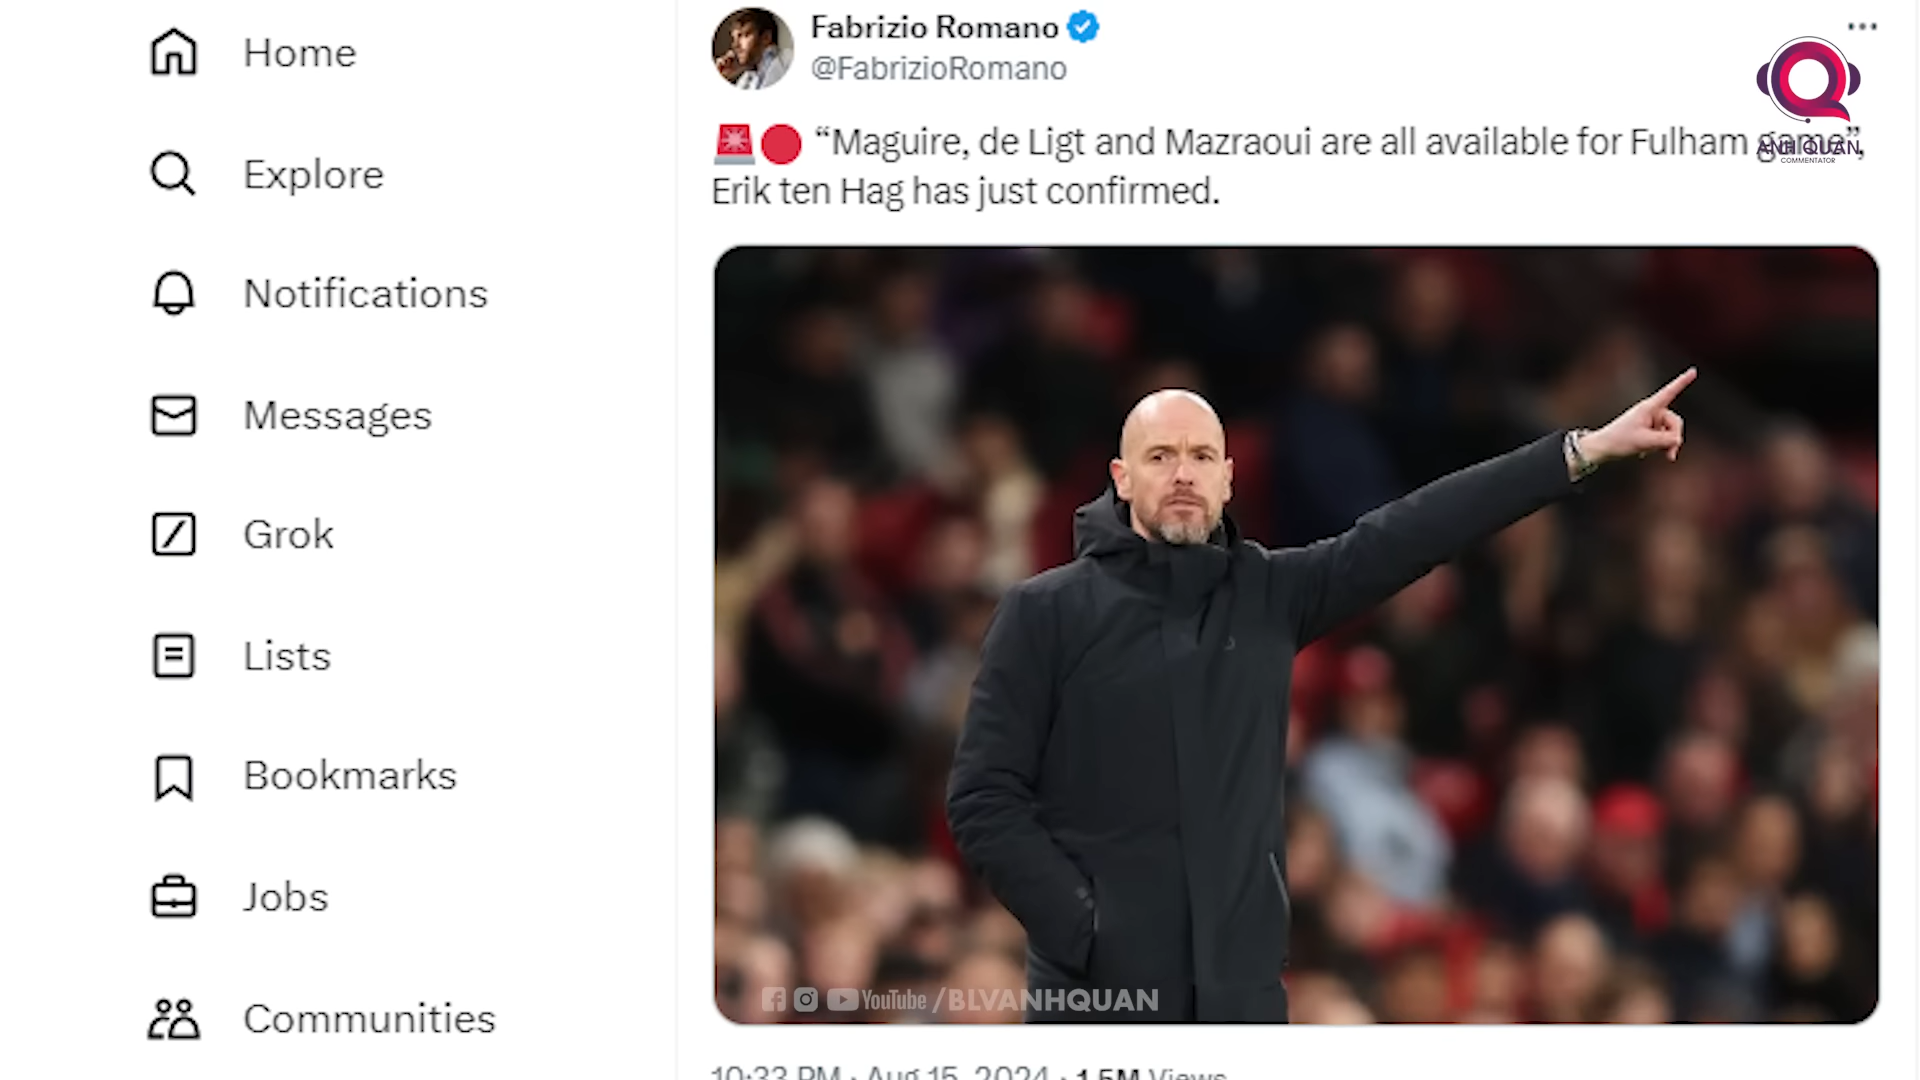 Home
Explore
Notifications
Messages
Grok
Lists
Bookmarks
Jobs
Communities
Fabrizio Romano
@FabrizioRomano
“Maguire, de Ligt and Mazraoui are all available for Fulham game”,
Erik ten Hag has just confirmed.
ANH QUÂN
COMMENTATOR
YouTube /BLVANHQUAN
10:33 PM · Aug 15, 2024 · 1.5M Views